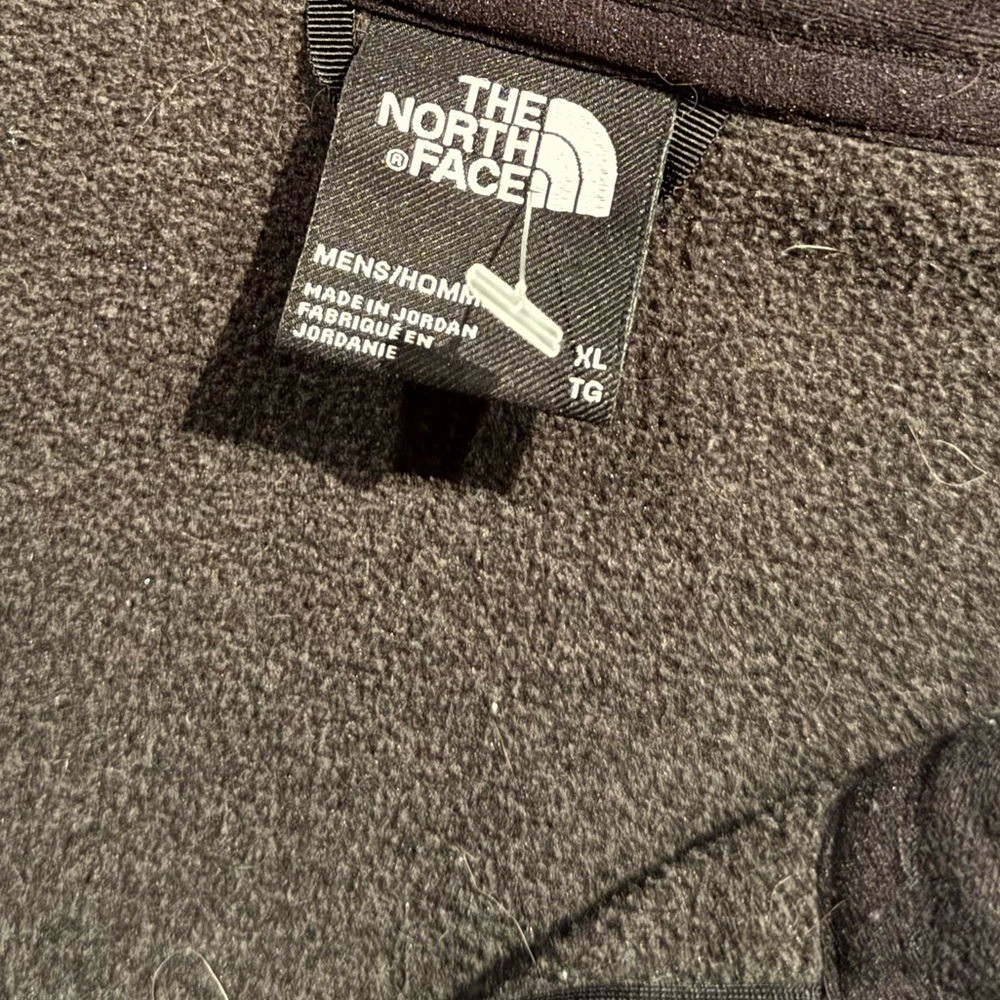 THE
NORTH
®FACE
MENS/HOMM
MADE IN JORDAN
FABRIQUÉ EN
JORDANIE
XL
TG